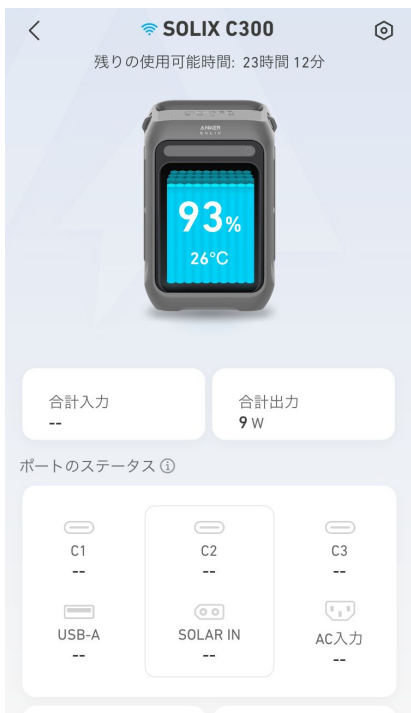 SOLIX C300
残りの使用可能時間: 23時間 12分
ANKER
SOLIX
93%
26°C
合計入力
--
合計出力
9 W
ポートのステータス
C1
--
C2
--
C3
--
USB-A
--
SOLAR IN
--
AC入力
--